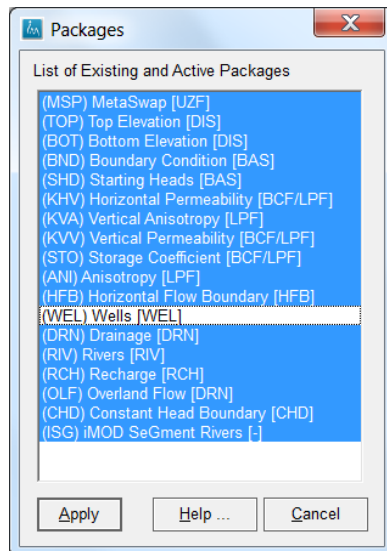 Packages
List of Existing and Active Packages
(MSP) MetaSwap [UZF]
(TOP) Top Elevation [DIS]
(BOT) Bottom Elevation [DIS]
(BND) Boundary Condition [BAS]
(SHD) Starting Heads [BAS]
(KHV) Horizontal Permeability [BCF/LPF]
(KVA) Vertical Anisotropy [LPF]
(KVV) Vertical Permeability [BCF/LPF]
(STO) Storage Coefficient [BCF/LPF]
(ANI) Anisotropy [LPF]
(HFB) Horizontal Flow Boundary [HFB]
(WEL) Wells [WEL]
(DRN) Drainage [DRN]
(RIV) Rivers [RIV]
(RCH) Recharge [RCH]
(OLF) Overland Flow [DRN]
(CHD) Constant Head Boundary [CHD]
(ISG) iMOD SeGment Rivers [-]
Apply Help ... Cancel